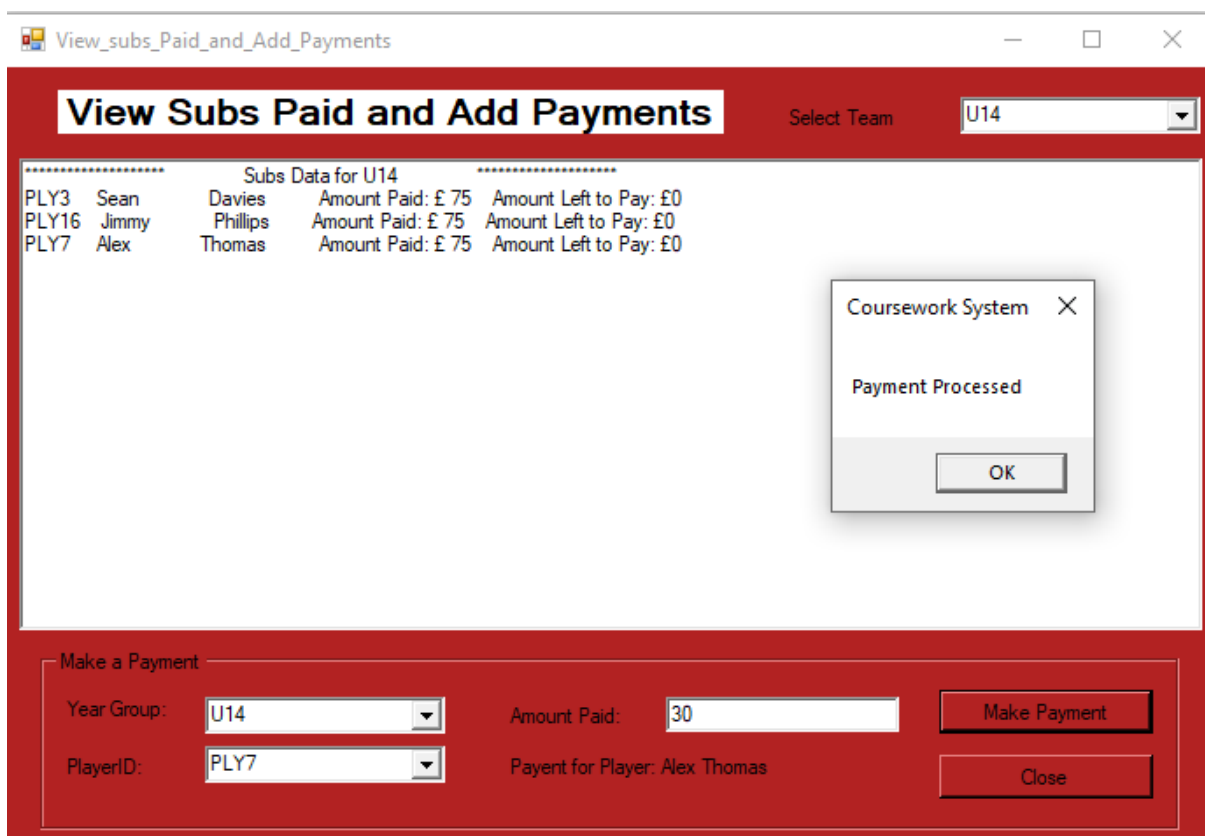 View_subs_Paid_and_Add_Payments
View Subs Paid and Add Payments
Select Team U14
******************** Subs Data for U14 ********************
PLY3 Sean Davies Amount Paid: £ 75 Amount Left to Pay: £0
PLY16 Jimmy Phillips Amount Paid: £ 75 Amount Left to Pay: £0
PLY7 Alex Thomas Amount Paid: £ 75 Amount Left to Pay: £0
Coursework System
Payment Processed
OK
Make a Payment
Year Group: U14 Amount Paid: 30 Make Payment
PlayerID: PLY7 Payent for Player: Alex Thomas Close